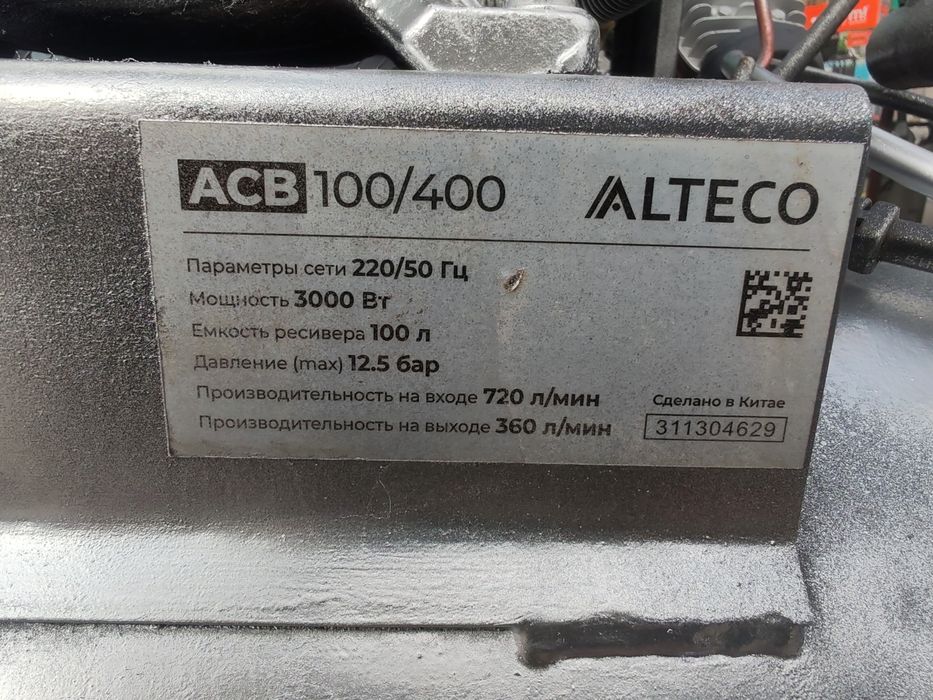 ACB 100/400
ALTECO
Параметры сети 220/50 Гц
Мощность 3000 Вт
Емкость ресивера 100 л
Давление (max) 12.5 бар
Производительность на входе 720 л/мин
Производительность на выходе 360 л/мин
Сделано в Китае
311304629